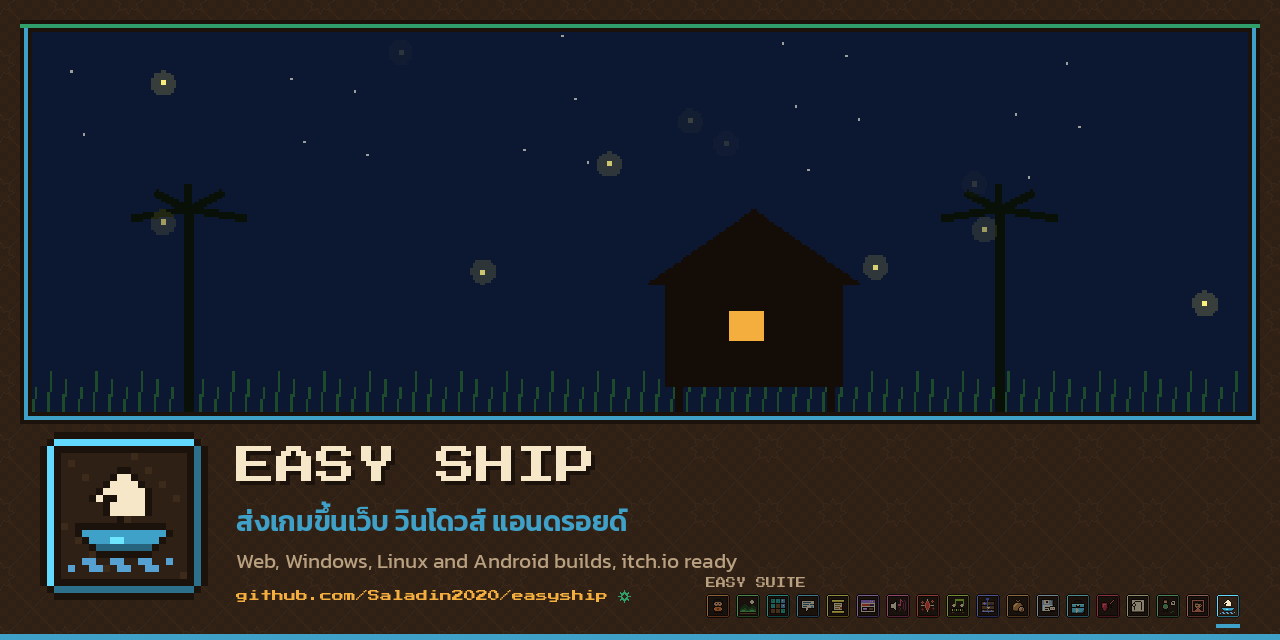 EASY SHIP
ส่งเกมขึ้นเว็บ วินโดวส์ แอนดรอยด์
Web, Windows, Linux and Android builds, itch.io ready
EASY SUITE
github.com/Saladin2020/easyship